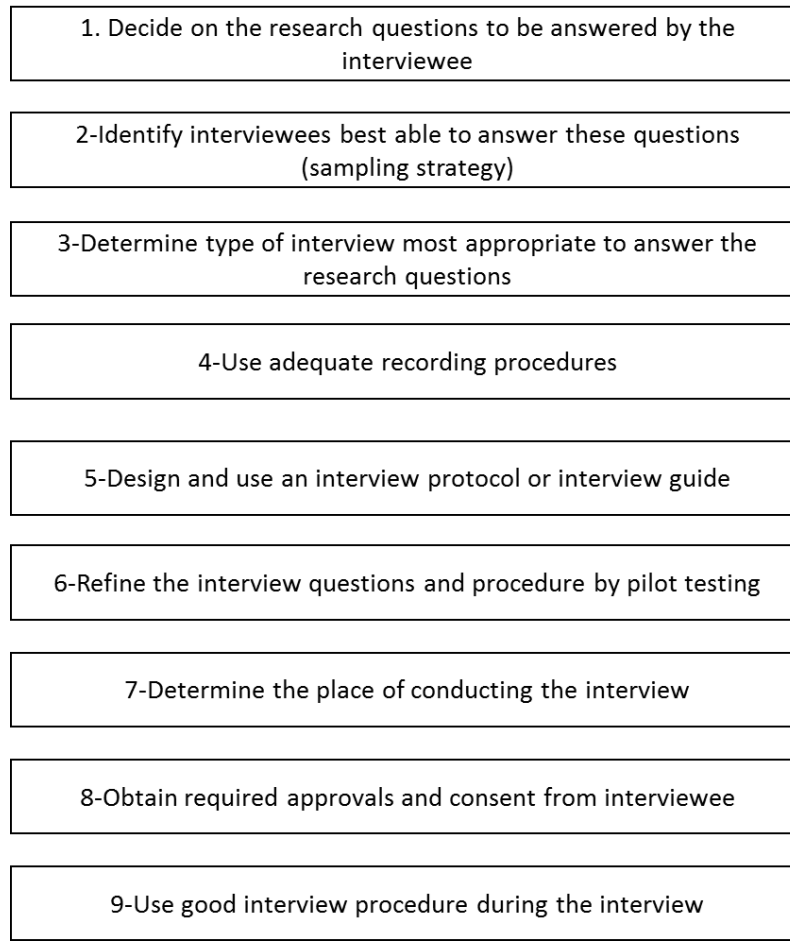 1. Decide on the research questions to be answered by the
interviewee
2-Identify interviewees best able to answer these questions
(sampling strategy)
3-Determine type of interview most appropriate to answer the
research questions
4-Use adequate recording procedures
5-Design and use an interview protocol or interview guide
6-Refine the interview questions and procedure by pilot testing
7-Determine the place of conducting the interview
8-Obtain required approvals and consent from interviewee
9-Use good interview procedure during the interview